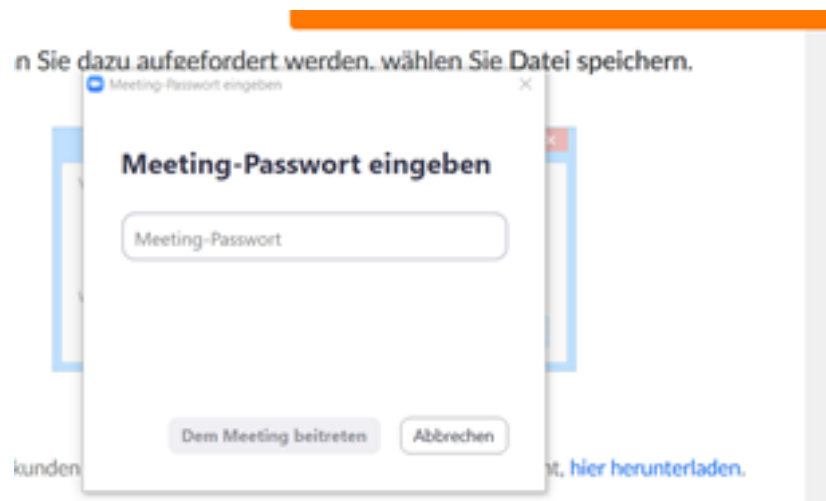 n Sie dazu aufgefordert werden, wählen Sie Datei speichern.
Meeting-Passwort eingeben
Meeting-Passwort eingeben
Meeting-Passwort
Dem Meeting beitreten
Abbrechen
kunden
ht, hier herunterladen.